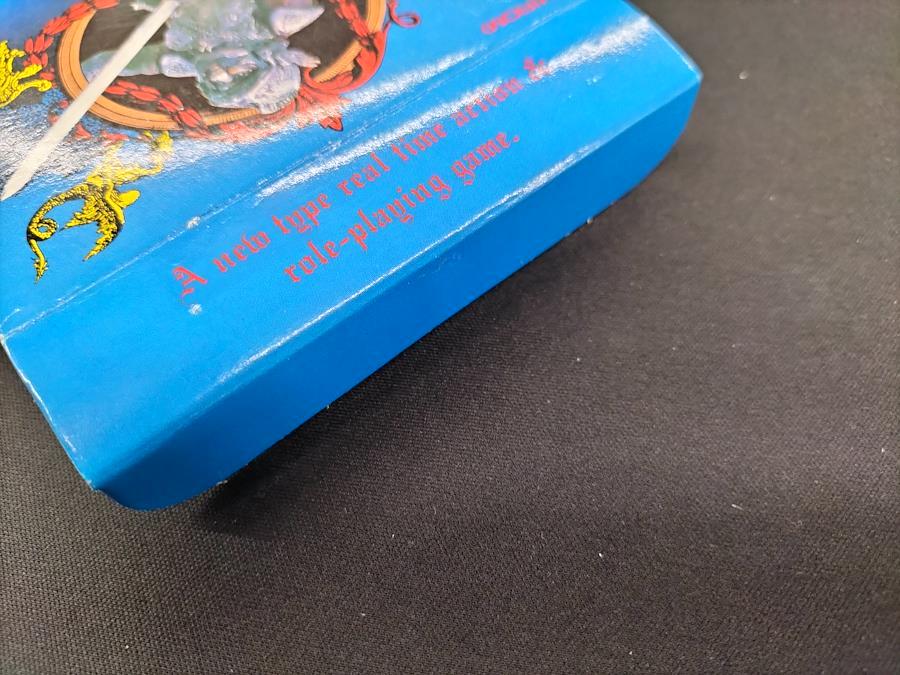 A new type real time action &
role-playing game.